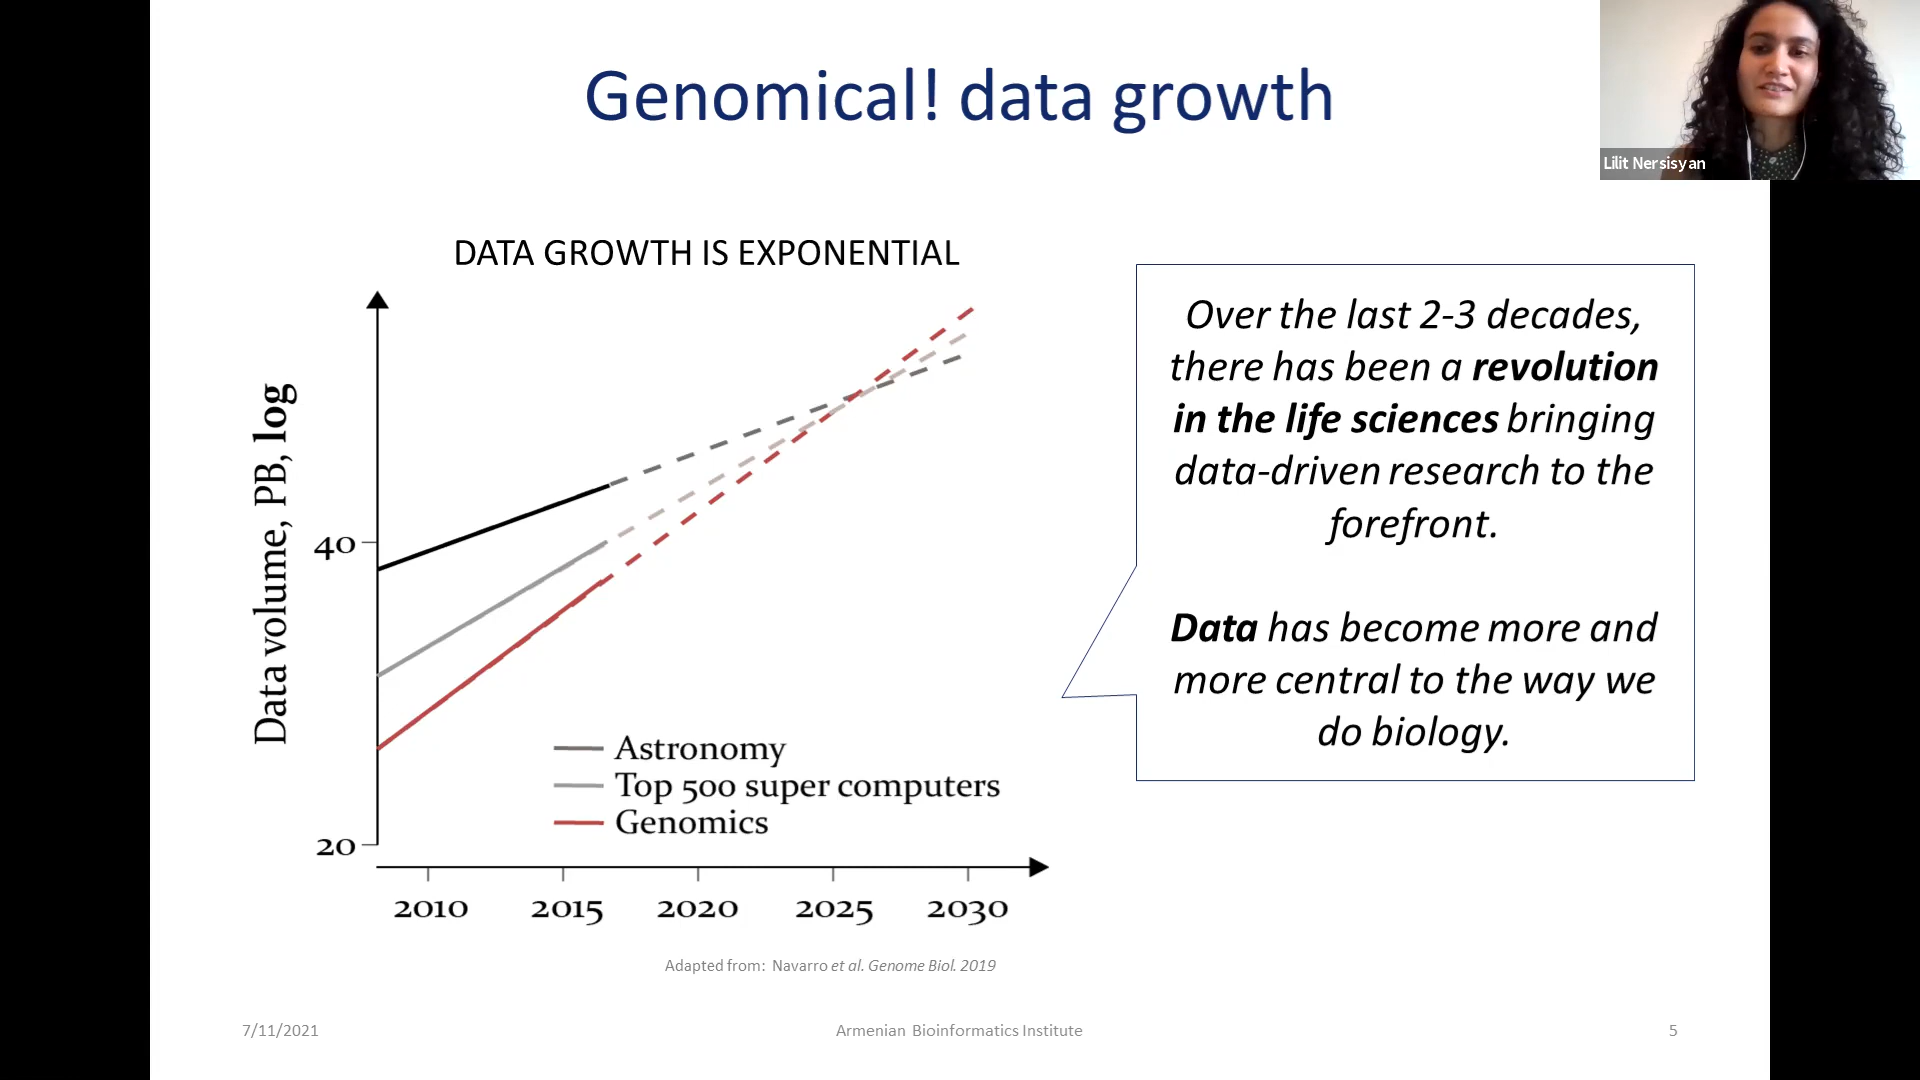 Genomical! data growth
Lilit Nersisyan
DATA GROWTH IS EXPONENTIAL
Data volume, PB, log
40
20
Astronomy
Top 500 super computers
Genomics
2010 2015 2020 2025 2030
Adapted from: Navarro et al. Genome Biol. 2019
Over the last 2-3 decades,
there has been a revolution
in the life sciences bringing
data-driven research to the
forefront.
Data has become more and
more central to the way we
do biology.
7/11/2021
Armenian Bioinformatics Institute
5